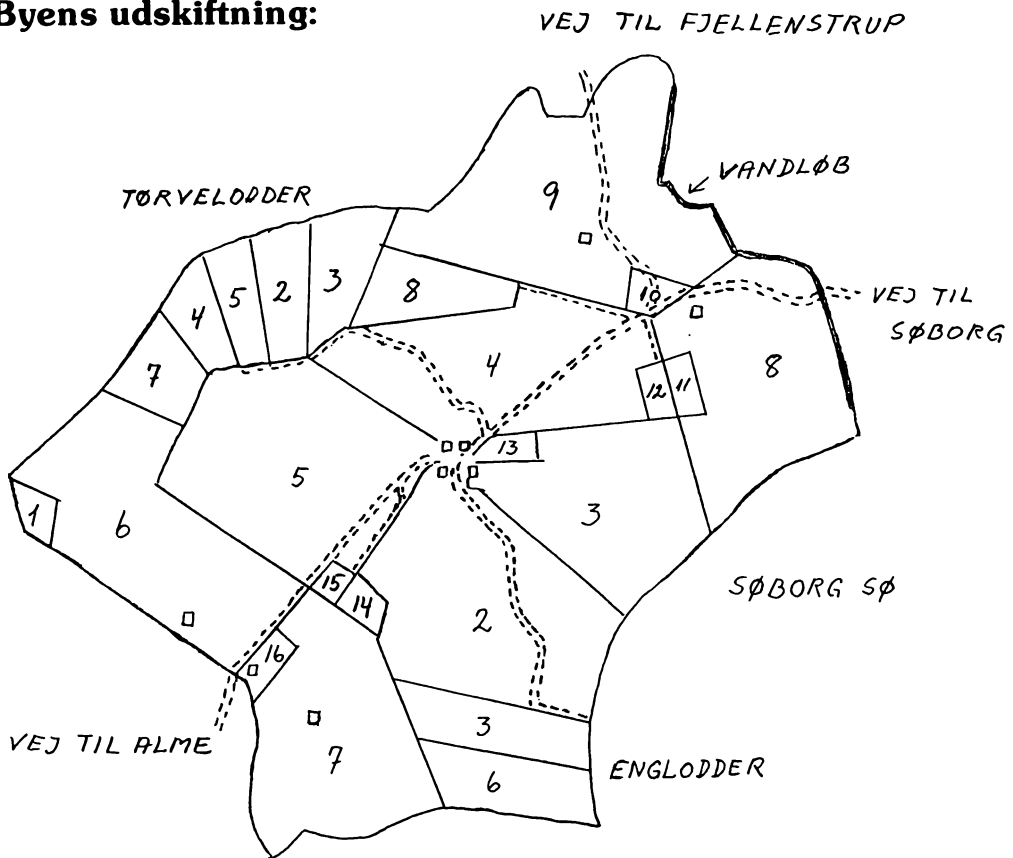 Byens udskiftning:
VEJ TIL FJELLENSTRUP
VANDLØB
TØRVELODDER
9
3
2
5
4
8
10
VEJ TIL
SØBORG
7
4
8
12
11
13
5
3
1
6
15
14
SØBORG SØ
2
16
3
VEJ TIL ALME
7
ENGLODDER
6